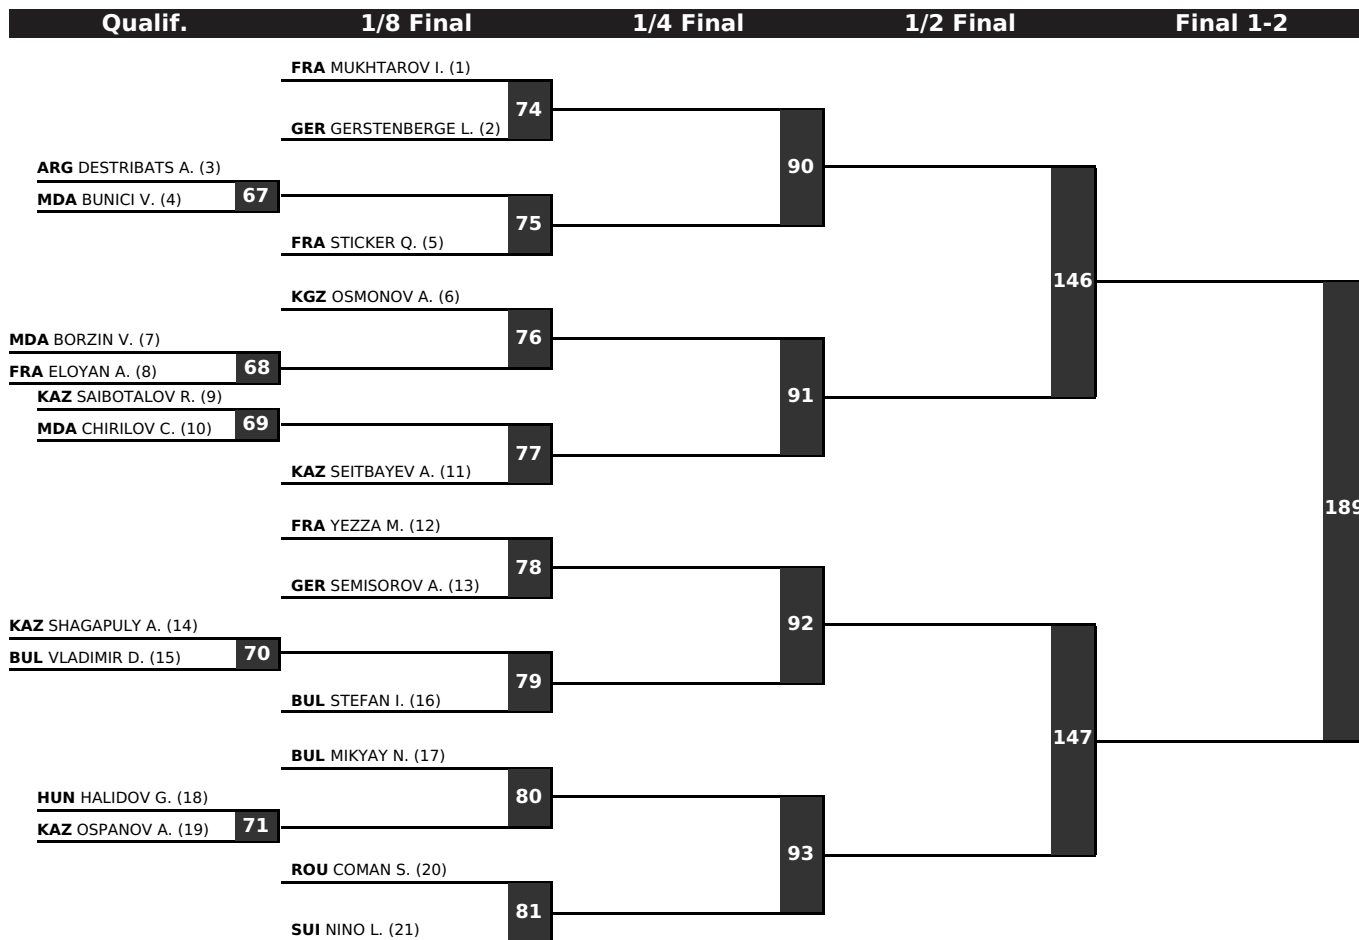 Qualif. 1/8 Final 1/4 Final 1/2 Final Final 1-2
FRA MUKHTAROV I. (1)
74
GER GERSTENBERGE L. (2)
ARG DESTRIBATS A. (3)
90
MDA BUNICI V. (4) 67
75
FRA STICKER Q. (5)
146
KGZ OSMONOV A. (6)
76
MDA BORZIN V. (7)
68
FRA ELOYAN A. (8)
KAZ SAIBOTALOV R. (9)
91
MDA CHIRILOV C. (10) 69
77
KAZ SEITBAYEV A. (11)
189
FRA YEZZA M. (12)
78
GER SEMISOROV A. (13)
KAZ SHAGAPULY A. (14)
92
BUL VLADIMIR D. (15) 70
79
BUL STEFAN I. (16)
147
BUL MIKYAY N. (17)
80
HUN HALIDOV G. (18)
KAZ OSPANOV A. (19) 71
93
ROU COMAN S. (20)
81
SUI NINO L. (21)